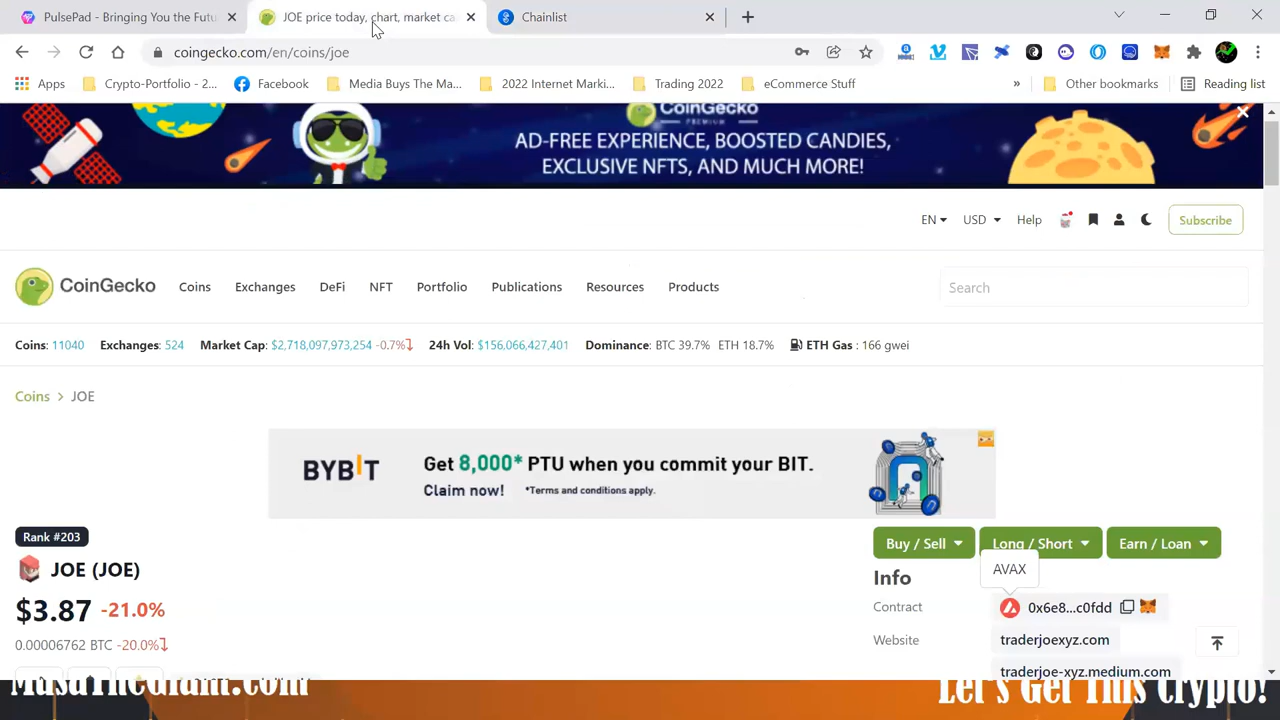 PulsePad - Bringing You the Futu
JOE price today, chart, market ca
Chainlist
coingecko.com/en/coins/joe
Apps
Crypto-Portfolio - 2...
Facebook
Media Buys The Ma...
2022 Internet Marki...
Trading 2022
eCommerce Stuff
»
Other bookmarks
Reading list
CoinGecko
PREMIUM
AD-FREE EXPERIENCE, BOOSTED CANDIES,
EXCLUSIVE NFTS, AND MUCH MORE!
EN USD Help Subscribe
CoinGecko Coins Exchanges DeFi NFT Portfolio Publications Resources Products Search
Coins: 11040 Exchanges: 524 Market Cap: $2,718,097,973,254 -0.7% 24h Vol: $156,066,427,401 Dominance: BTC 39.7% ETH 18.7% ETH Gas : 166 gwei
Coins > JOE
BYBIT
Get 8,000* PTU when you commit your BIT.
Claim now! *Terms and conditions apply.
Rank #203
JOE (JOE)
$3.87 -21.0%
0.00006762 BTC -20.0%
Buy / Sell Long / Short Earn / Loan
Info
AVAX
Contract 0x6e8...c0fdd
Website traderjoexyz.com
traderjoe-xyz.medium.com
MusaTheGlam.com
Let's Get This Crypto!